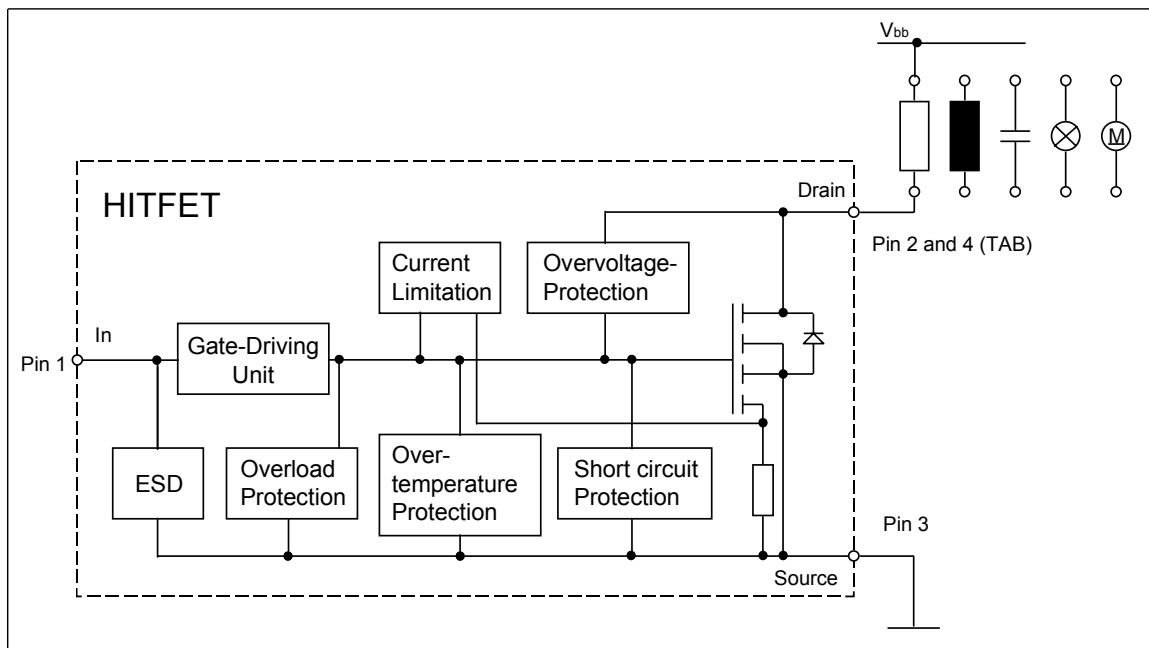 Vbb
HITFET
Drain
Pin 2 and 4 (TAB)
Current
Limitation
Overvoltage-
Protection
In
Pin 1
Gate-Driving
Unit
M
ESD
Overload
Protection
Over-
temperature
Protection
Short circuit
Protection
Pin 3
Source